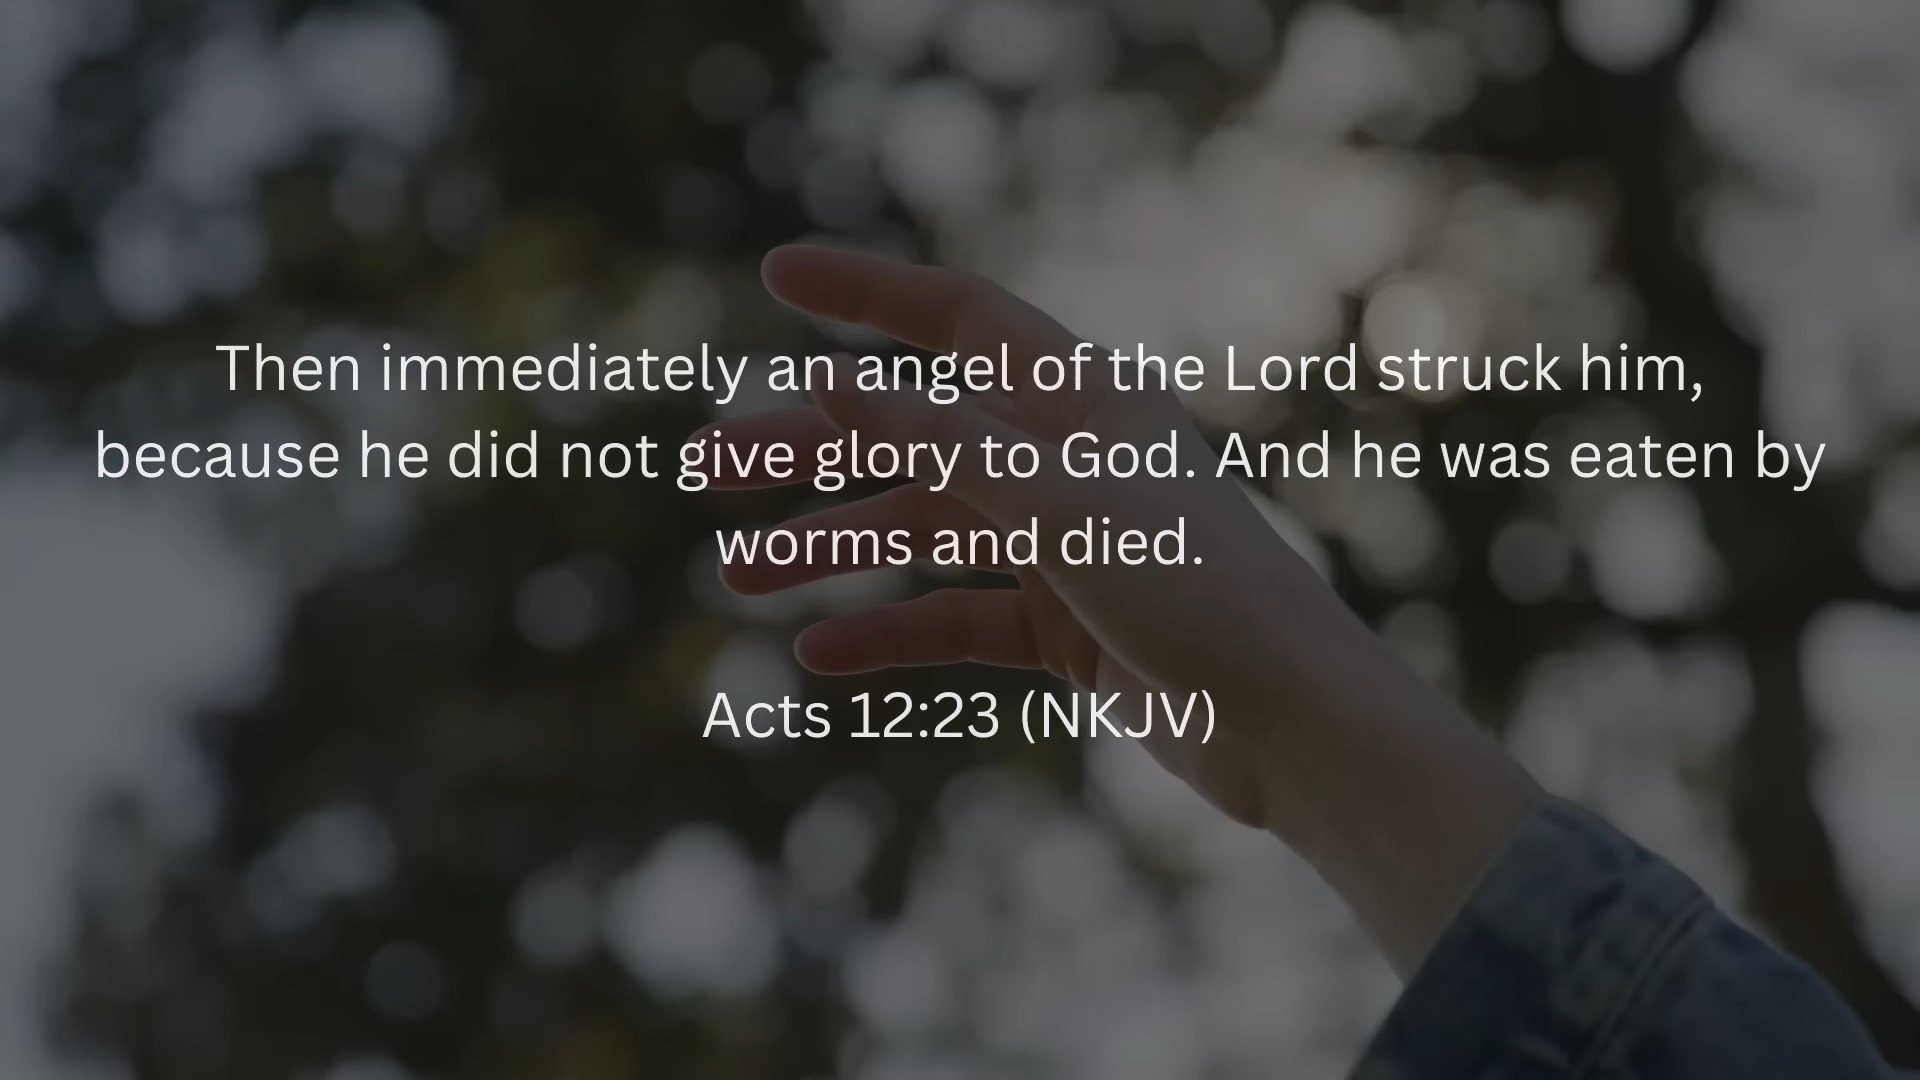 Then immediately an angel of the Lord struck him,
because he did not give glory to God. And he was eaten by
worms and died.
Acts 12:23 (NKJV)